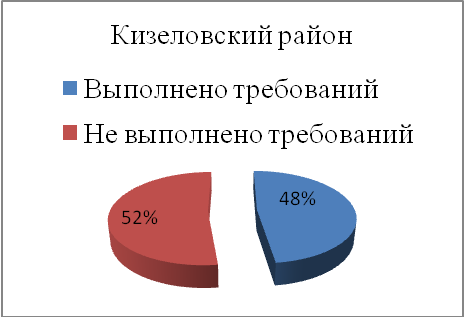 Кизеловский район
Выполнено требований
Не выполнено требований
52%
48%